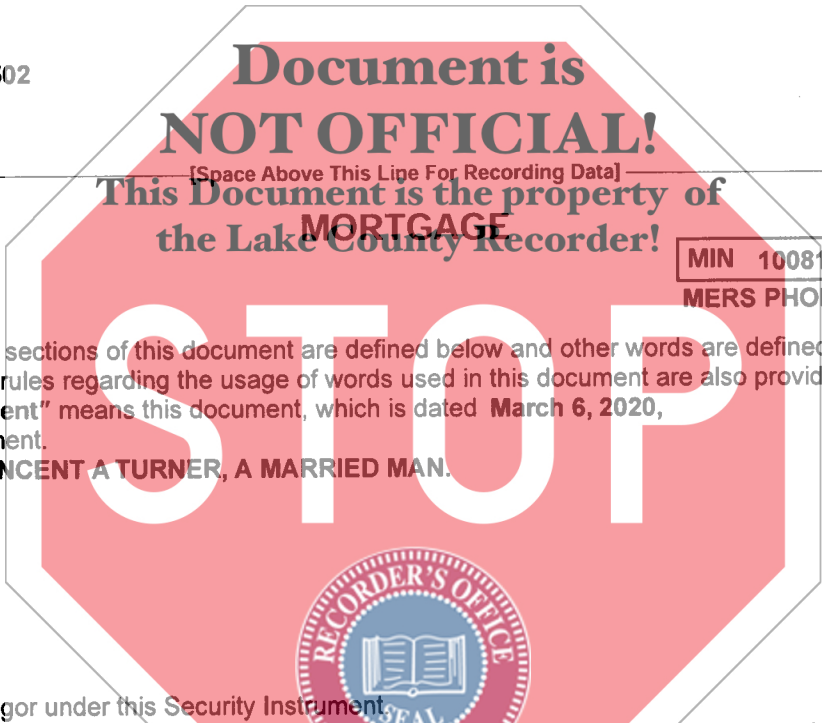 502
Document is
NOT OFFICIAL!
[Space Above This Line For Recording Data]
This Document is the property of
MORTGAGE
the Lake County Recorder!
MIN 10081
MERS PHO
STOP
sections of this document are defined below and other words are defined
rules regarding the usage of words used in this document are also provid
ent" means this document, which is dated March 6, 2020,
ent.
NCENT A TURNER, A MARRIED MAN.
RECORDER'S OFFICE
SEAL
gor under this Security Instrument.